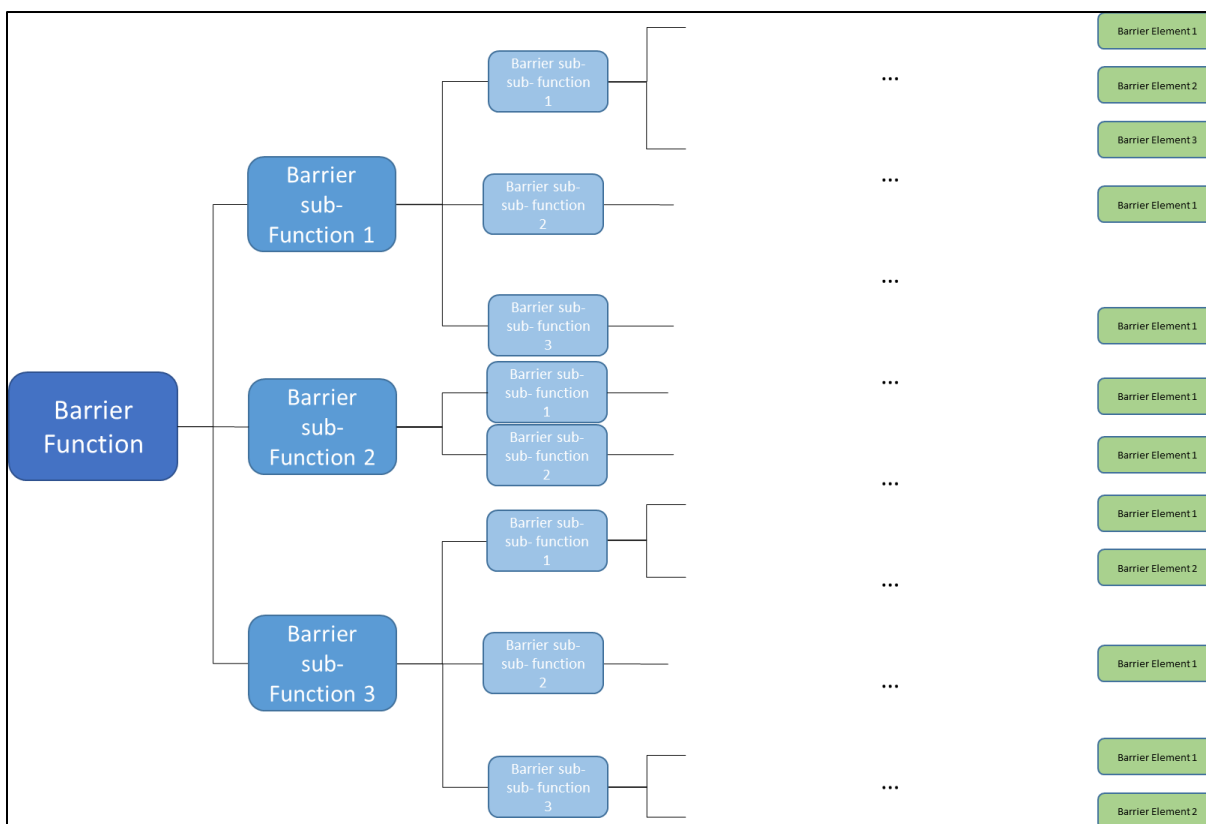 Barrier
Function
Barrier
sub-
Function 1
Barrier
sub-
Function 2
Barrier
sub-
Function 3
Barrier sub-
sub- function
1
Barrier sub-
sub- function
2
Barrier sub-
sub- function
3
Barrier sub-
sub- function
1
Barrier sub-
sub- function
2
Barrier sub-
sub- function
1
Barrier sub-
sub- function
2
Barrier sub-
sub- function
3
...
...
...
...
...
...
...
...
Barrier Element 1
Barrier Element 2
Barrier Element 3
Barrier Element 1
Barrier Element 1
Barrier Element 1
Barrier Element 1
Barrier Element 1
Barrier Element 2
Barrier Element 1
Barrier Element 1
Barrier Element 2